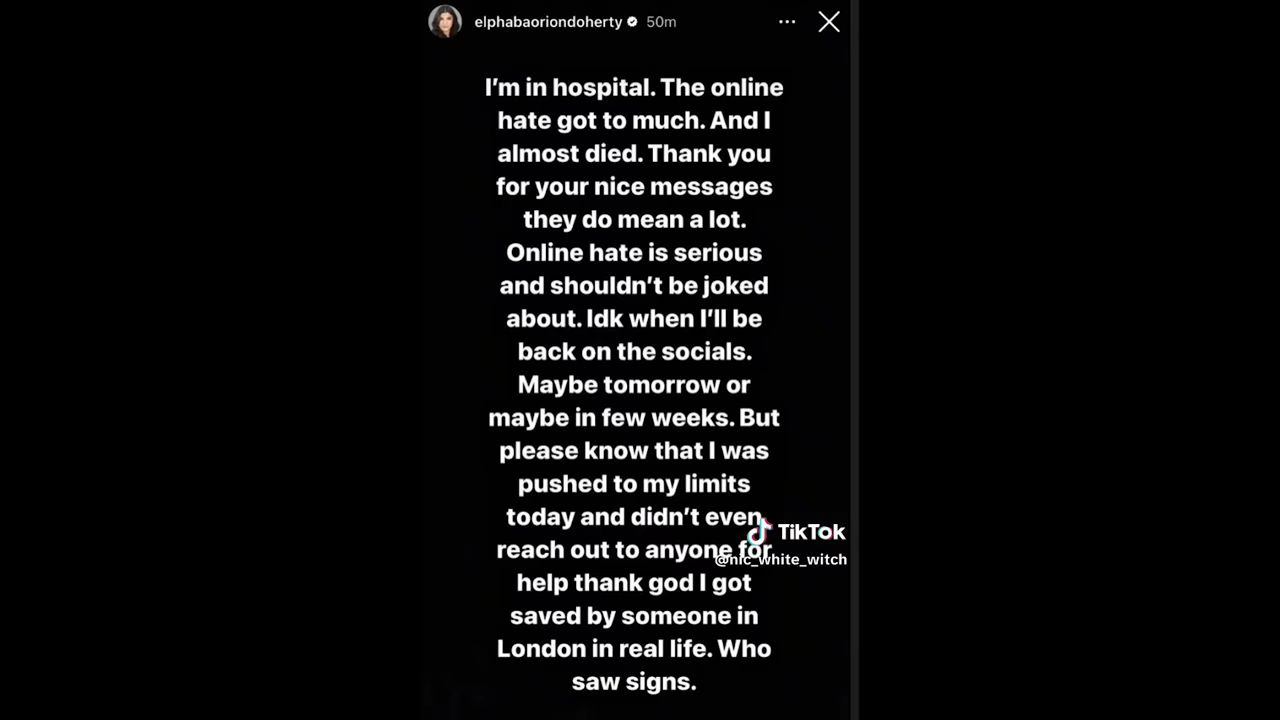 elphabaoriondoherty 50m
I'm in hospital. The online
hate got to much. And I
almost died. Thank you
for your nice messages
they do mean a lot.
Online hate is serious
and shouldn't be joked
about. Idk when I'll be
back on the socials.
Maybe tomorrow or
maybe in few weeks. But
please know that I was
pushed to my limits
today and didn't even
reach out to anyone for
help thank god I got
saved by someone in
London in real life. Who
saw signs.
TikTok
@nic_white_witch